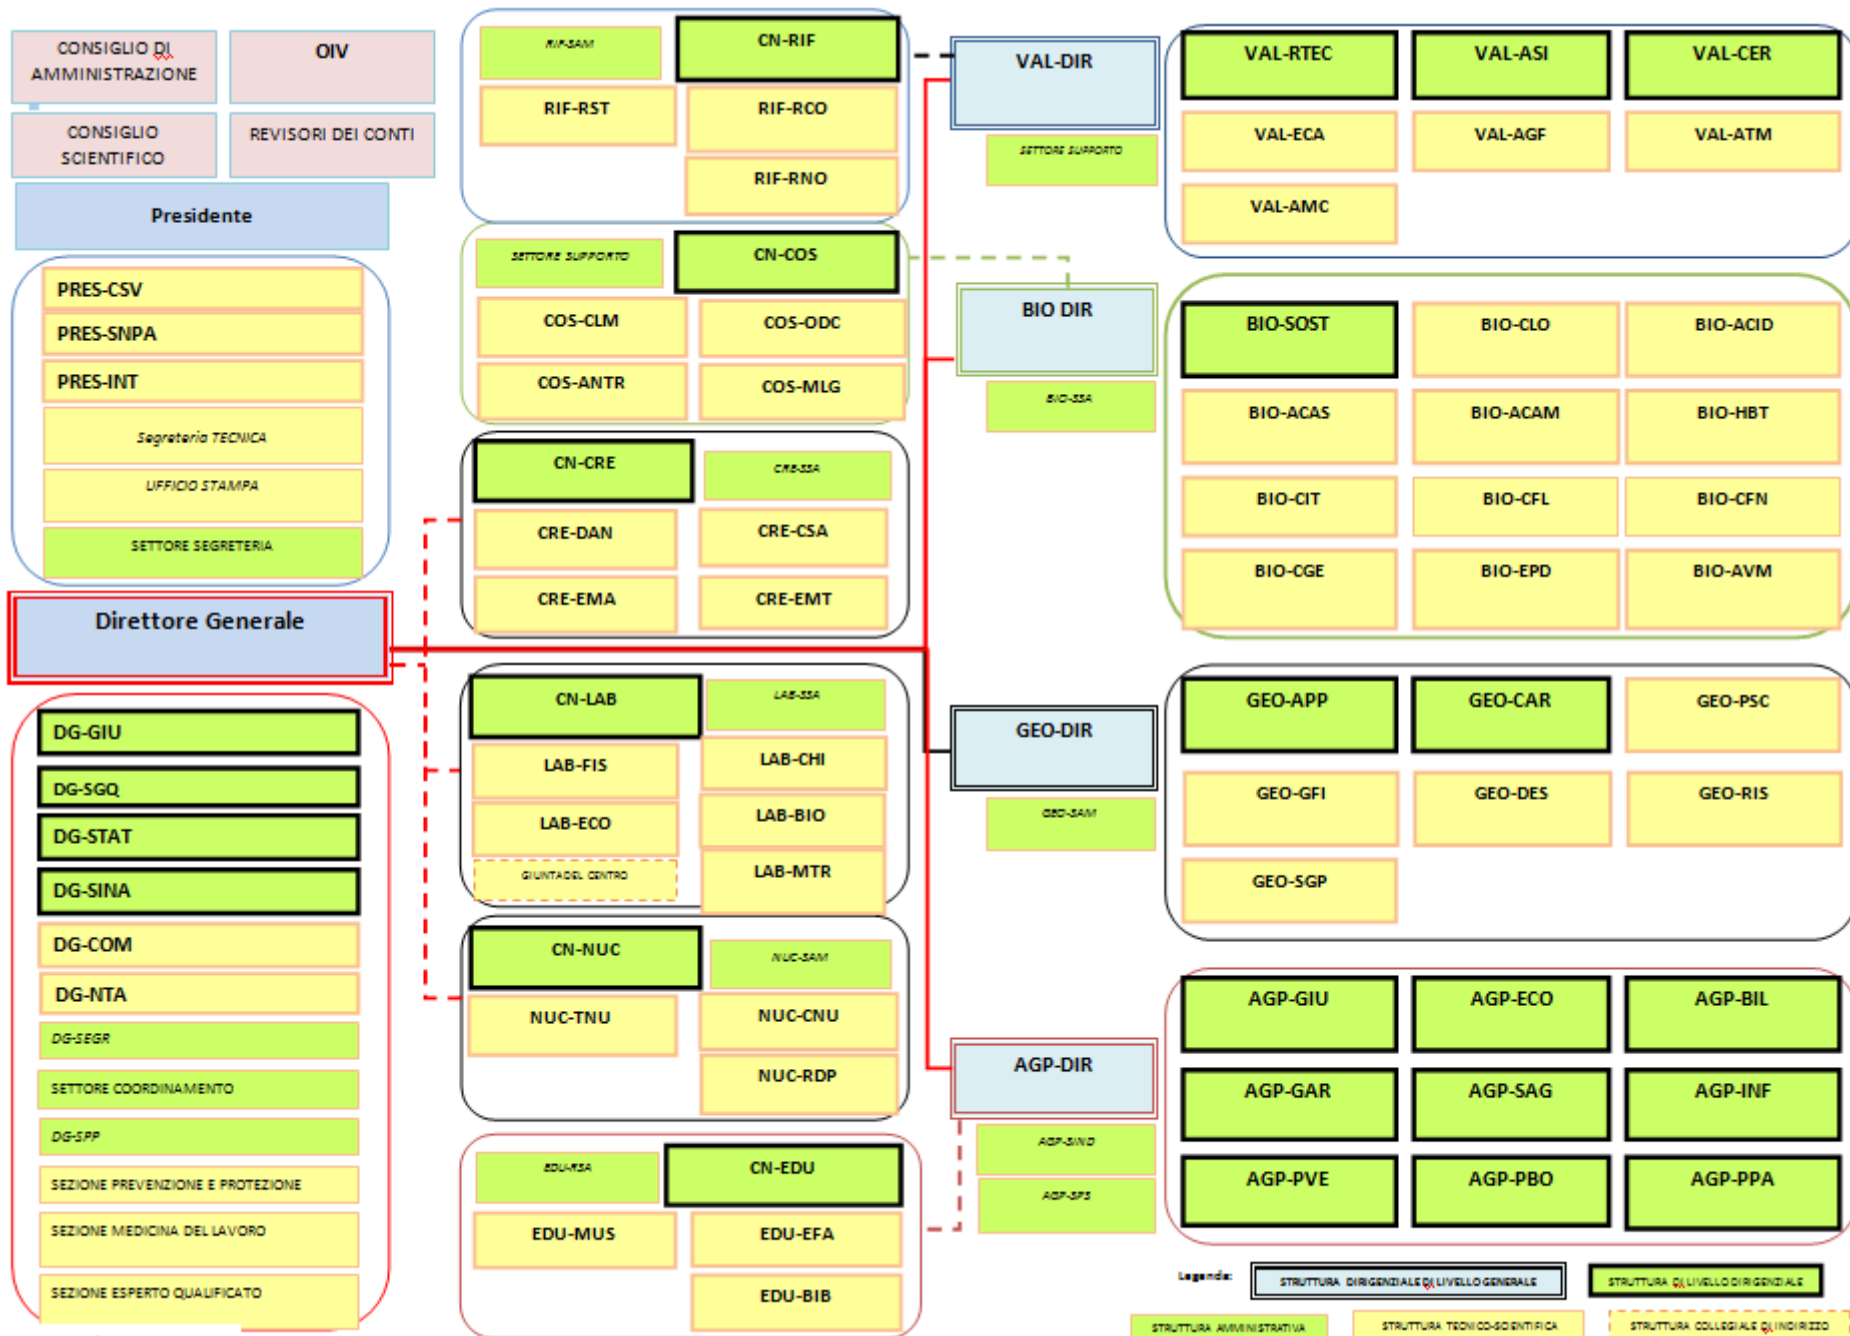 CONSIGLIO DI
AMMINISTRAZIONE
OIV
CONSIGLIO
SCIENTIFICO
REVISORI DEI CONTI
Presidente
PRES-CSV
PRES-SNPA
PRES-INT
Segreteria TECNICA
UFFICIO STAMPA
SETTORE SEGRETERIA
Direttore Generale
DG-GIU
DG-SGQ
DG-STAT
DG-SINA
DG-COM
DG-NTA
DG-SEGR
SETTORE COORDINAMENTO
DG-SPP
SEZIONE PREVENZIONE E PROTEZIONE
SEZIONE MEDICINA DEL LAVORO
SEZIONE ESPERTO QUALIFICATO
RIF-SAM
CN-RIF
RIF-RST
RIF-RCO
RIF-RNO
SETTORE SUPPORTO
CN-COS
COS-CLM
COS-ODC
COS-ANTR
COS-MLG
CN-CRE
CRE-SSA
CRE-DAN
CRE-CSA
CRE-EMA
CRE-EMT
CN-LAB
LAB-SSA
LAB-FIS
LAB-CHI
LAB-ECO
LAB-BIO
GIUNTA DEL CENTRO
LAB-MTR
CN-NUC
NUC-SAM
NUC-TNU
NUC-CNU
NUC-RDP
EDU-RSA
CN-EDU
EDU-MUS
EDU-EFA
EDU-BIB
VAL-DIR
SETTORE SUPPORTO
BIO DIR
BIO-SSA
GEO-DIR
GEO-SAM
AGP-DIR
AGP-SIND
AGP-SPS
VAL-RTEC
VAL-ASI
VAL-CER
VAL-ECA
VAL-AGF
VAL-ATM
VAL-AMC
BIO-SOST
BIO-CLO
BIO-ACID
BIO-ACAS
BIO-ACAM
BIO-HBT
BIO-CIT
BIO-CFL
BIO-CFN
BIO-CGE
BIO-EPD
BIO-AVM
GEO-APP
GEO-CAR
GEO-PSC
GEO-GFI
GEO-DES
GEO-RIS
GEO-SGP
AGP-GIU
AGP-ECO
AGP-BIL
AGP-GAR
AGP-SAG
AGP-INF
AGP-PVE
AGP-PBO
AGP-PPA
Legenda:
STRUTTURA DIRIGENZIALE DI LIVELLO GENERALE
STRUTTURA DI LIVELLO DIRIGENZIALE
STRUTTURA AMMINISTRATIVA
STRUTTURA TECNICO-SCIENTIFICA
STRUTTURA COLLEGIALE DI INDIRIZZO